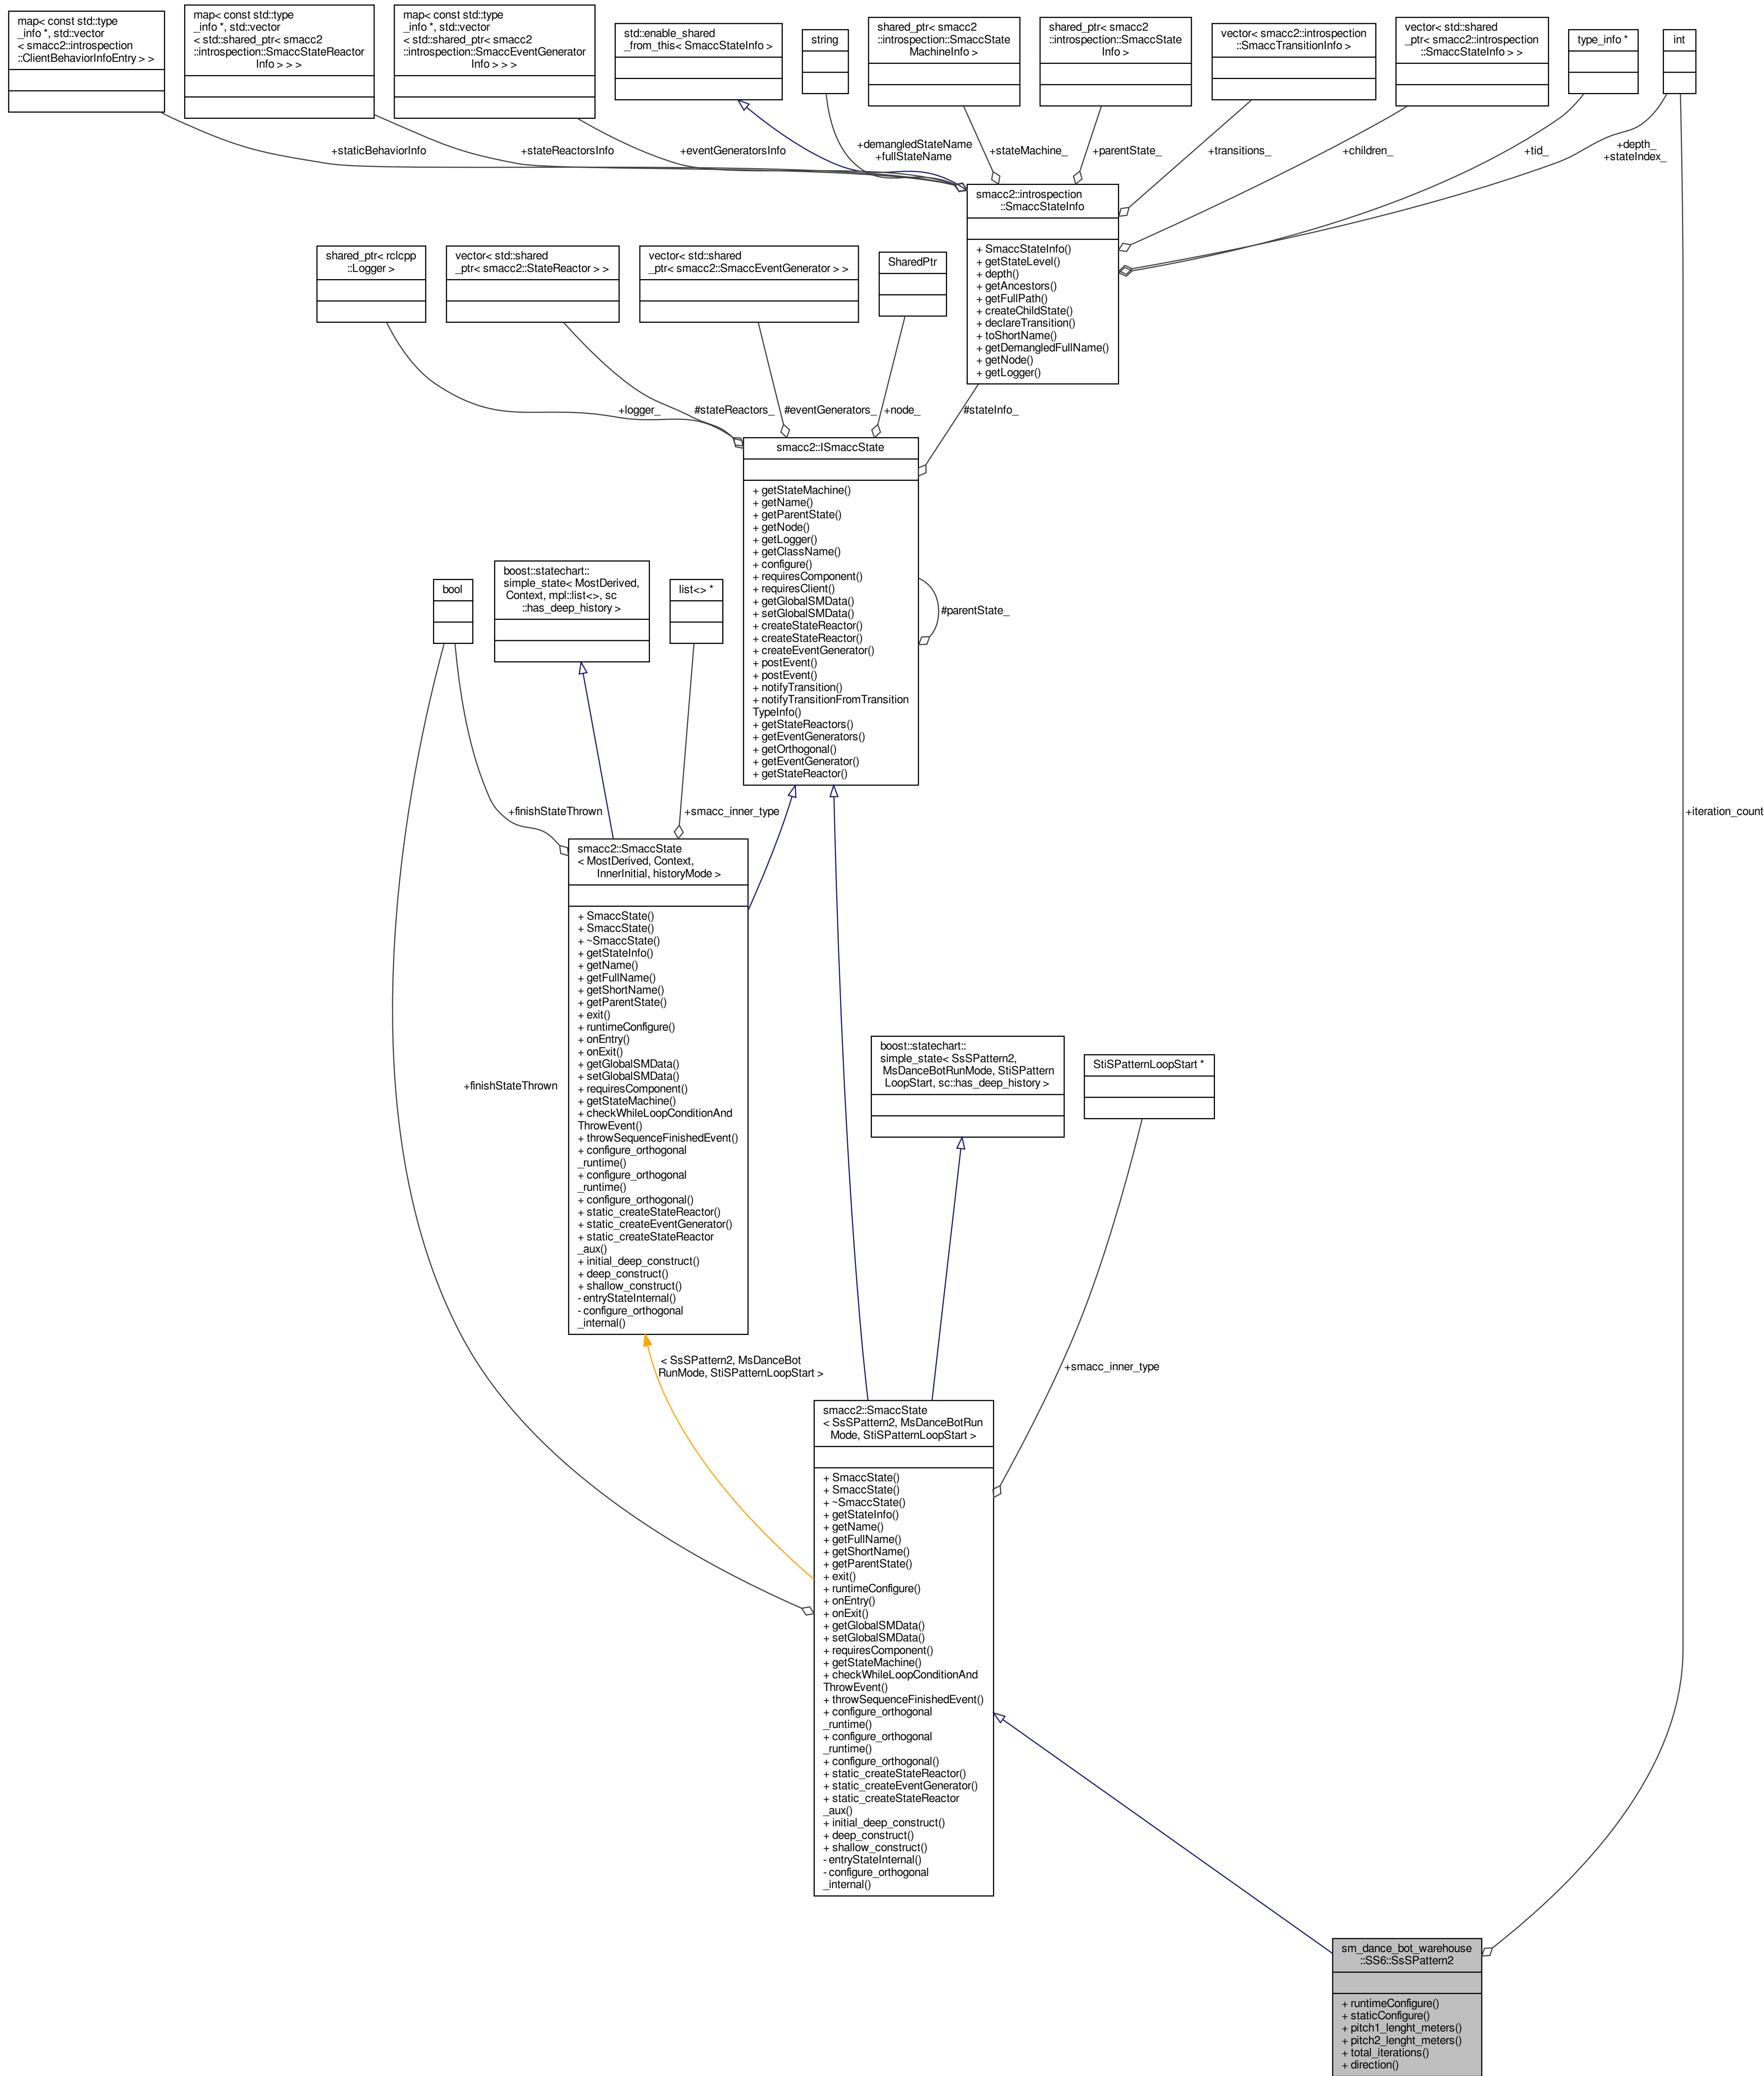 map< const std::type
_info *, std::vector
< smacc2::introspection
::ClientBehaviorInfoEntry > >
map< const std::type
_info *, std::vector
< std::shared_ptr< smacc2
::introspection::SmaccStateReactor
Info > > >
map< const std::type
_info *, std::vector
< std::shared_ptr< smacc2
::introspection::SmaccEventGenerator
Info > > >
std::enable_shared
_from_this< SmaccStateInfo >
string
shared_ptr< smacc2
::introspection::SmaccState
MachineInfo >
shared_ptr< smacc2
::introspection::SmaccState
Info >
vector< smacc2::introspection
::SmaccTransitionInfo >
vector< std::shared
_ptr< smacc2::introspection
::SmaccStateInfo > >
type_info *
int
+staticBehaviorInfo
+stateReactorsInfo
+eventGeneratorsInfo
+demangledStateName
+fullStateName
+stateMachine_
+parentState_
+transitions_
+children_
+tid_
+depth_
+stateIndex_
smacc2::introspection
::SmaccStateInfo
+ SmaccStateInfo()
+ getStateLevel()
+ depth()
+ getAncestors()
+ getFullPath()
+ createChildState()
+ declareTransition()
+ toShortName()
+ getDemangledFullName()
+ getNode()
+ getLogger()
shared_ptr< rclcpp
::Logger >
vector< std::shared
_ptr< smacc2::StateReactor > >
vector< std::shared
_ptr< smacc2::SmaccEventGenerator > >
SharedPtr
+logger_
#stateReactors_
#eventGenerators_
+node_
#stateInfo_
smacc2::ISmaccState
+ getStateMachine()
+ getName()
+ getParentState()
+ getNode()
+ getLogger()
+ getClassName()
+ configure()
+ requiresComponent()
+ requiresClient()
+ getGlobalSMData()
+ setGlobalSMData()
+ createStateReactor()
+ createStateReactor()
+ createEventGenerator()
+ postEvent()
+ postEvent()
+ notifyTransition()
+ notifyTransitionFromTransition
TypeInfo()
+ getStateReactors()
+ getEventGenerators()
+ getOrthogonal()
+ getEventGenerator()
+ getStateReactor()
#parentState_
bool
boost::statechart::
simple_state< MostDerived,
Context, mpl::list<>, sc
::has_deep_history >
list<> *
+finishStateThrown
+smacc_inner_type
+iteration_count
smacc2::SmaccState
< MostDerived, Context,
InnerInitial, historyMode >
+ SmaccState()
+ SmaccState()
+ ~SmaccState()
+ getStateInfo()
+ getName()
+ getFullName()
+ getShortName()
+ getParentState()
+ exit()
+ runtimeConfigure()
+ onEntry()
+ onExit()
+ getGlobalSMData()
+ setGlobalSMData()
+ requiresComponent()
+ getStateMachine()
+ checkWhileLoopConditionAnd
ThrowEvent()
+ throwSequenceFinishedEvent()
+ configure_orthogonal
_runtime()
+ configure_orthogonal
_runtime()
+ configure_orthogonal()
+ static_createStateReactor()
+ static_createEventGenerator()
+ static_createStateReactor
_aux()
+ initial_deep_construct()
+ deep_construct()
+ shallow_construct()
- entryStateInternal()
- configure_orthogonal
_internal()
+finishStateThrown
boost::statechart::
simple_state< SsSPattern2,
MsDanceBotRunMode, StiSPattern
LoopStart, sc::has_deep_history >
StiSPatternLoopStart *
< SsSPattern2, MsDanceBot
RunMode, StiSPatternLoopStart >
+smacc_inner_type
smacc2::SmaccState
< SsSPattern2, MsDanceBotRun
Mode, StiSPatternLoopStart >
+ SmaccState()
+ SmaccState()
+ ~SmaccState()
+ getStateInfo()
+ getName()
+ getFullName()
+ getShortName()
+ getParentState()
+ exit()
+ runtimeConfigure()
+ onEntry()
+ onExit()
+ getGlobalSMData()
+ setGlobalSMData()
+ requiresComponent()
+ getStateMachine()
+ checkWhileLoopConditionAnd
ThrowEvent()
+ throwSequenceFinishedEvent()
+ configure_orthogonal
_runtime()
+ configure_orthogonal
_runtime()
+ configure_orthogonal()
+ static_createStateReactor()
+ static_createEventGenerator()
+ static_createStateReactor
_aux()
+ initial_deep_construct()
+ deep_construct()
+ shallow_construct()
- entryStateInternal()
- configure_orthogonal
_internal()
sm_dance_bot_warehouse
::SS6::SsSPattern2
+ runtimeConfigure()
+ staticConfigure()
+ pitch1_lenght_meters()
+ pitch2_lenght_meters()
+ total_iterations()
+ direction()